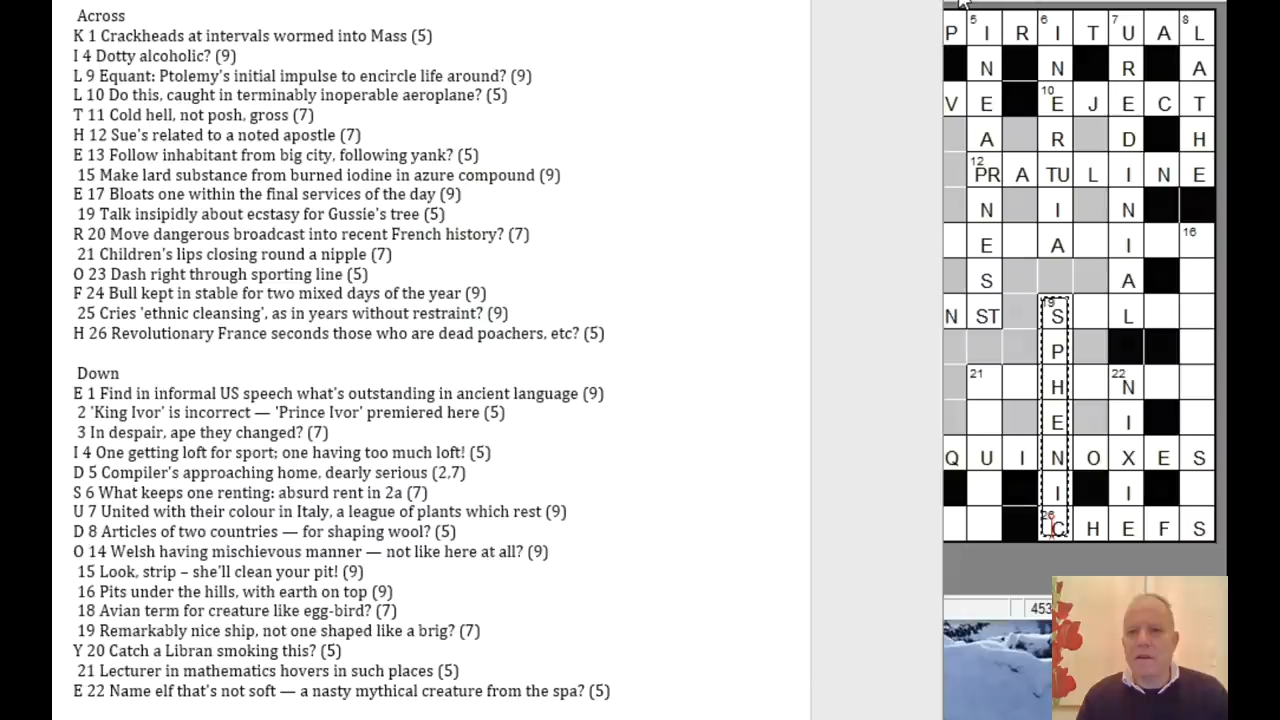 Across
K 1 Crackheads at intervals wormed into Mass (5)
I 4 Dotty alcoholic? (9)
L 9 Equant: Ptolemy's initial impulse to encircle life around? (9)
L 10 Do this, caught in terminably inoperable aeroplane? (5)
T 11 Cold hell, not posh, gross (7)
H 12 Sue's related to a noted apostle (7)
E 13 Follow inhabitant from big city, following yank? (5)
15 Make lard substance from burned iodine in azure compound (9)
E 17 Bloats one within the final services of the day (9)
19 Talk insipidly about ecstasy for Gussie's tree (5)
R 20 Move dangerous broadcast into recent French history? (7)
21 Children's lips closing round a nipple (7)
O 23 Dash right through sporting line (5)
F 24 Bull kept in stable for two mixed days of the year (9)
25 Cries 'ethnic cleansing', as in years without restraint? (9)
H 26 Revolutionary France seconds those who are dead poachers, etc? (5)
Down
E 1 Find in informal US speech what's outstanding in ancient language (9)
2 'King Ivor' is incorrect — 'Prince Ivor' premiered here (5)
3 In despair, ape they changed? (7)
I 4 One getting loft for sport; one having too much loft! (5)
D 5 Compiler's approaching home, dearly serious (2,7)
S 6 What keeps one renting: absurd rent in 2a (7)
U 7 United with their colour in Italy, a league of plants which rest (9)
D 8 Articles of two countries — for shaping wool? (5)
O 14 Welsh having mischievous manner — not like here at all? (9)
15 Look, strip – she'll clean your pit! (9)
16 Pits under the hills, with earth on top (9)
18 Avian term for creature like egg-bird? (7)
19 Remarkably nice ship, not one shaped like a brig? (7)
Y 20 Catch a Libran smoking this? (5)
21 Lecturer in mathematics hovers in such places (5)
E 22 Name elf that's not soft — a nasty mythical creature from the spa? (5)
5 6 7 8
P I R I T U A L
N N R A
10
V E E J E C T
A R D H
12
PR A TU L I N E
N I N
16
E A I
S A
19
N ST S L
P
21 22
H N
E I
Q U I N O X E S
I I
26
C H E F S
453